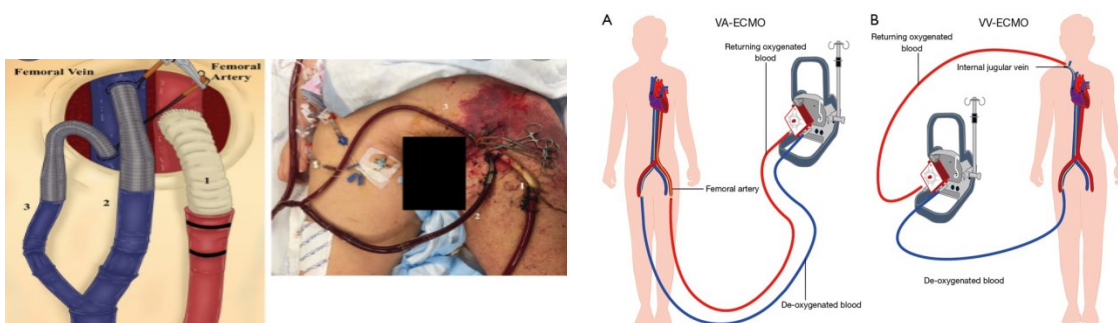 Femoral Vein
Femoral
Artery
1
2
3
3
1
2
A
VA-ECMO
Returning oxygenated
blood
Femoral artery
De-oxygenated blood
B
VV-ECMO
Returning oxygenated
blood
Internal jugular vein
De-oxygenated blood